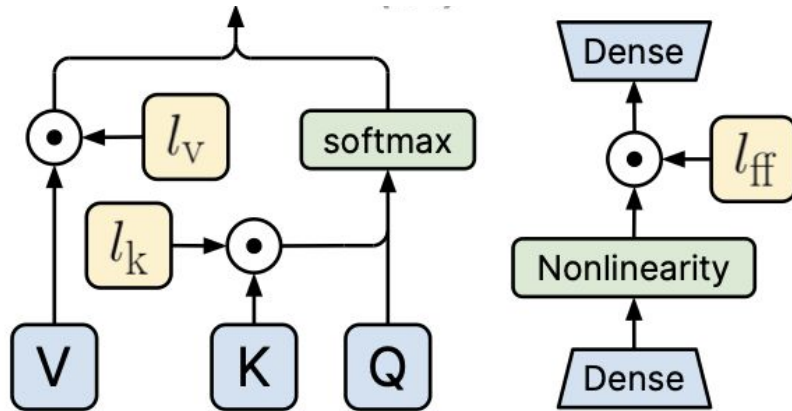 l_v
softmax
l_k
V
K
Q
Dense
l_ff
Nonlinearity
Dense